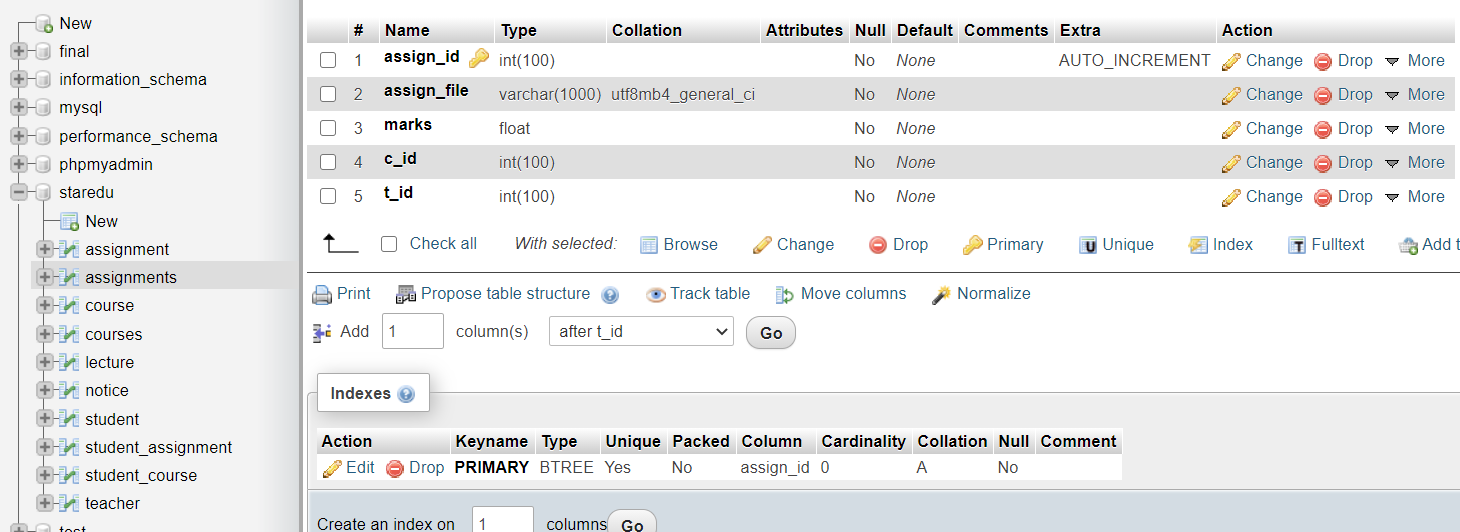 New
final
information_schema
mysql
performance_schema
phpmyadmin
staredu
New
assignment
assignments
course
courses
lecture
notice
student
student_assignment
student_course
teacher
test
# Name Type Collation Attributes Null Default Comments Extra Action
1 assign_id int(100) No None AUTO_INCREMENT Change Drop More
2 assign_file varchar(1000) utf8mb4_general_ci No None Change Drop More
3 marks float No None Change Drop More
4 c_id int(100) No None Change Drop More
5 t_id int(100) No None Change Drop More
Check all With selected: Browse Change Drop Primary U Unique Index T Fulltext Add t
Print Propose table structure Track table Move columns Normalize
Add 1 column(s) after t_id Go
Indexes
Action Keyname Type Unique Packed Column Cardinality Collation Null Comment
Edit Drop PRIMARY BTREE Yes No assign_id 0 A No
Create an index on 1 columns Go